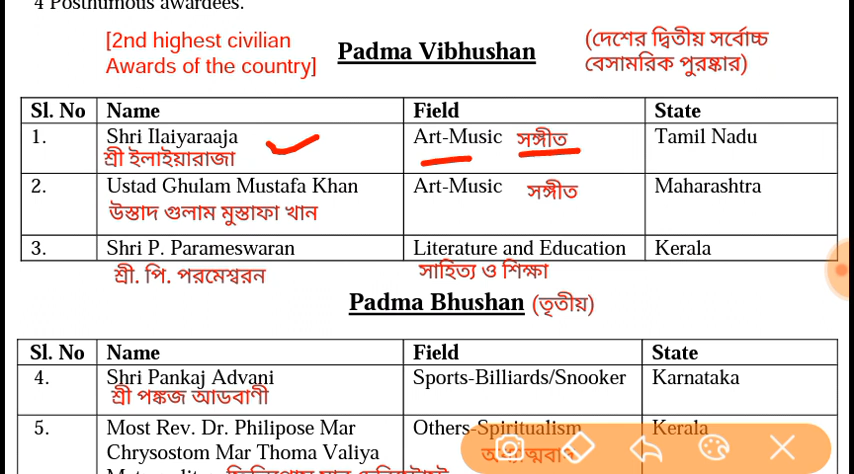 4 Posthumous awardees.
[2nd highest civilian Awards of the country] Padma Vibhushan (দেশের দ্বিতীয় সর্বোচ্চ বেসামরিক পুরষ্কার)
Sl. No Name Field State
1. Shri Ilaiyaraaja Art-Music সঙ্গীত Tamil Nadu
শ্রী ইলাইয়ারাজা
2. Ustad Ghulam Mustafa Khan Art-Music সঙ্গীত Maharashtra
উস্তাদ গুলাম মুস্তাফা খান
3. Shri P. Parameswaran Literature and Education Kerala
শ্রী. পি. পরমেশ্বরন সাহিত্য ও শিক্ষা
Padma Bhushan (তৃতীয়)
Sl. No Name Field State
4. Shri Pankaj Advani Sports-Billiards/Snooker Karnataka
শ্রী পঙ্কজ আডবাণী
5. Most Rev. Dr. Philipose Mar Others-Spiritualism Kerala
Chrysostom Mar Thoma Valiya